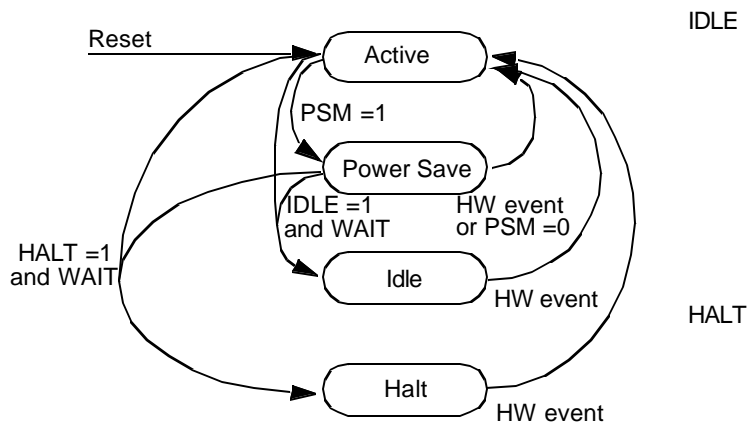 IDLE
Reset
Active
PSM =1
Power Save
IDLE =1
and WAIT
HW event
or PSM =0
HALT =1
and WAIT
Idle
HW event
HALT
Halt
HW event